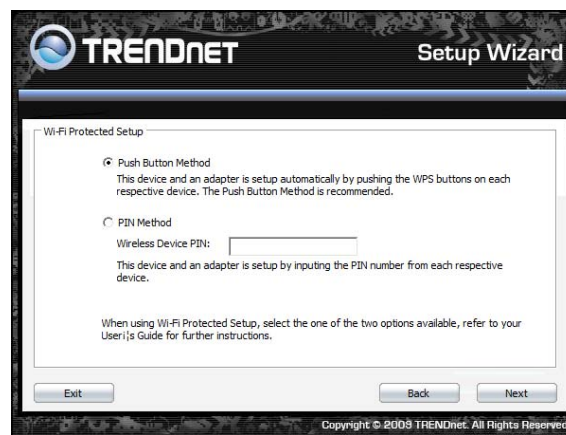 TRENDNET
Setup Wizard
Wi-Fi Protected Setup
Push Button Method
This device and an adapter is setup automatically by pushing the WPS buttons on each
respective device. The Push Button Method is recommended.
PIN Method
Wireless Device PIN:
This device and an adapter is setup by inputing the PIN number from each respective
device.
When using Wi-Fi Protected Setup, select the one of the two options available, refer to your
Useri¦s Guide for further instructions.
Exit
Back
Next
Copyright © 2009 TRENDnet. All Rights Reserved